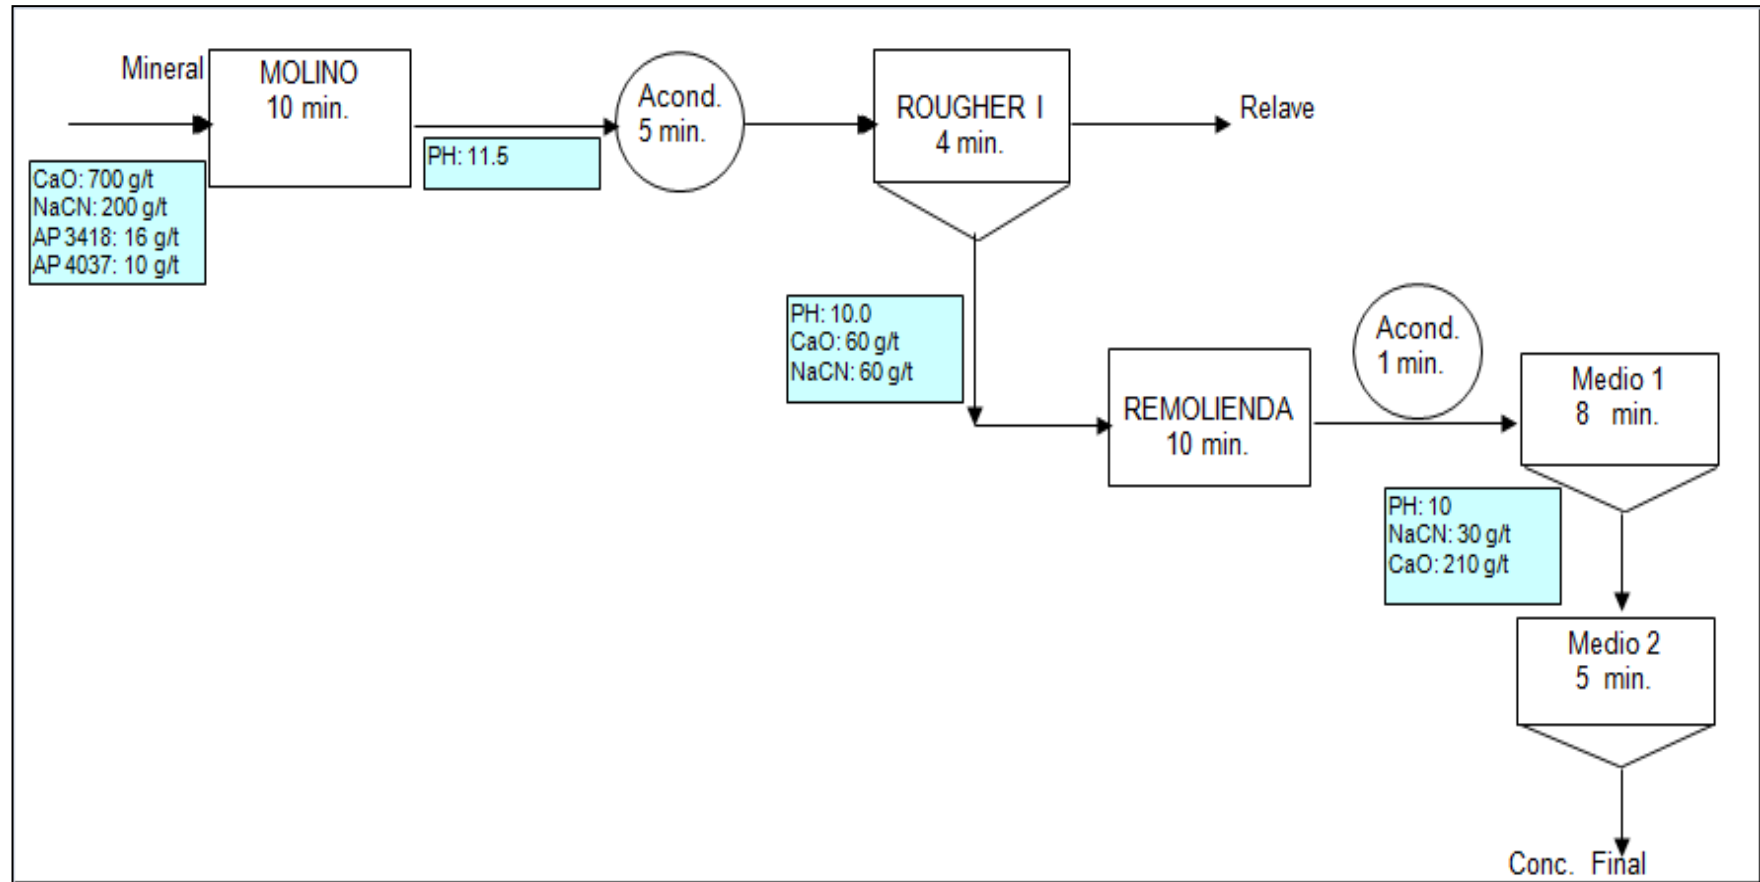 Mineral
MOLINO
10 min.
CaO: 700 g/t
NaCN: 200 g/t
AP 3418: 16 g/t
AP 4037: 10 g/t
PH: 11.5
Acond.
5 min.
ROUGHER I
4 min.
Relave
PH: 10.0
CaO: 60 g/t
NaCN: 60 g/t
REMOLIENDA
10 min.
Acond.
1 min.
Medio 1
8 min.
PH: 10
NaCN: 30 g/t
CaO: 210 g/t
Medio 2
5 min.
Conc. Final